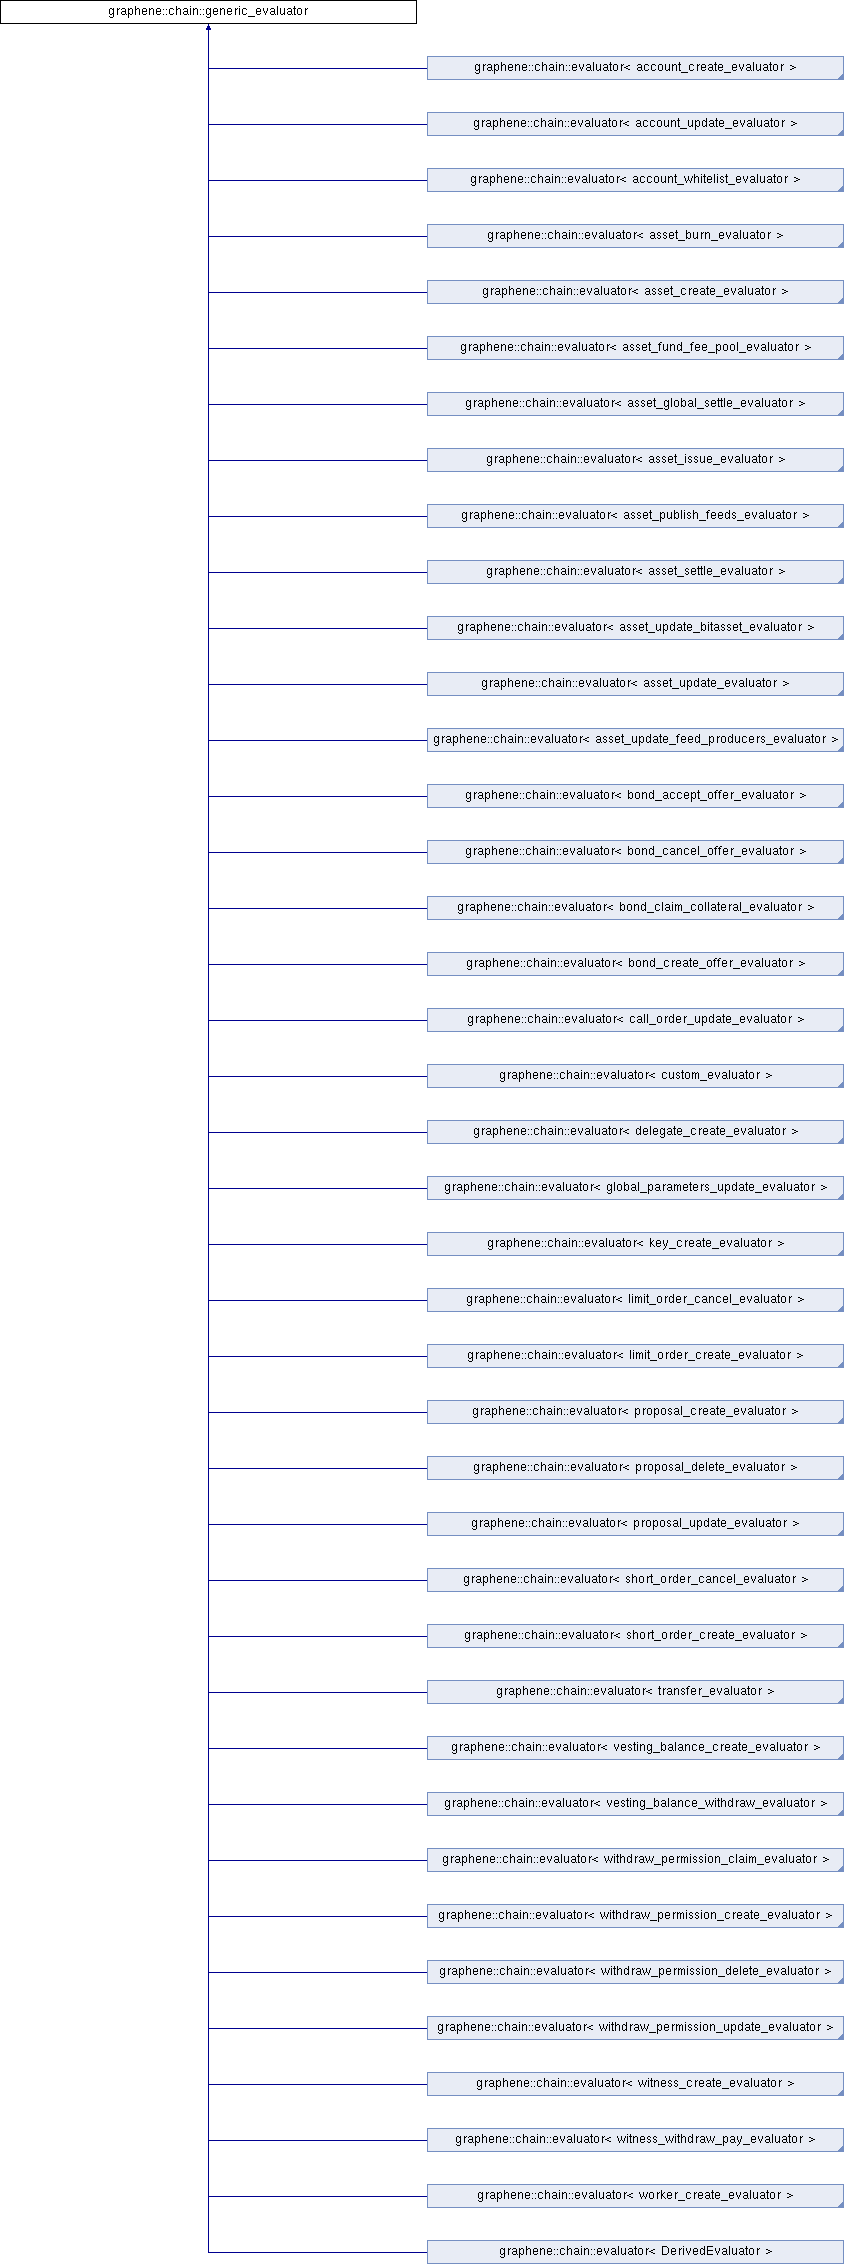 graphene::chain::generic_evaluator
graphene::chain::evaluator< account_create_evaluator >
graphene::chain::evaluator< account_update_evaluator >
graphene::chain::evaluator< account_whitelist_evaluator >
graphene::chain::evaluator< asset_burn_evaluator >
graphene::chain::evaluator< asset_create_evaluator >
graphene::chain::evaluator< asset_fund_fee_pool_evaluator >
graphene::chain::evaluator< asset_global_settle_evaluator >
graphene::chain::evaluator< asset_issue_evaluator >
graphene::chain::evaluator< asset_publish_feeds_evaluator >
graphene::chain::evaluator< asset_settle_evaluator >
graphene::chain::evaluator< asset_update_bitasset_evaluator >
graphene::chain::evaluator< asset_update_evaluator >
graphene::chain::evaluator< asset_update_feed_producers_evaluator >
graphene::chain::evaluator< bond_accept_offer_evaluator >
graphene::chain::evaluator< bond_cancel_offer_evaluator >
graphene::chain::evaluator< bond_claim_collateral_evaluator >
graphene::chain::evaluator< bond_create_offer_evaluator >
graphene::chain::evaluator< call_order_update_evaluator >
graphene::chain::evaluator< custom_evaluator >
graphene::chain::evaluator< delegate_create_evaluator >
graphene::chain::evaluator< global_parameters_update_evaluator >
graphene::chain::evaluator< key_create_evaluator >
graphene::chain::evaluator< limit_order_cancel_evaluator >
graphene::chain::evaluator< limit_order_create_evaluator >
graphene::chain::evaluator< proposal_create_evaluator >
graphene::chain::evaluator< proposal_delete_evaluator >
graphene::chain::evaluator< proposal_update_evaluator >
graphene::chain::evaluator< short_order_cancel_evaluator >
graphene::chain::evaluator< short_order_create_evaluator >
graphene::chain::evaluator< transfer_evaluator >
graphene::chain::evaluator< vesting_balance_create_evaluator >
graphene::chain::evaluator< vesting_balance_withdraw_evaluator >
graphene::chain::evaluator< withdraw_permission_claim_evaluator >
graphene::chain::evaluator< withdraw_permission_create_evaluator >
graphene::chain::evaluator< withdraw_permission_delete_evaluator >
graphene::chain::evaluator< withdraw_permission_update_evaluator >
graphene::chain::evaluator< witness_create_evaluator >
graphene::chain::evaluator< witness_withdraw_pay_evaluator >
graphene::chain::evaluator< worker_create_evaluator >
graphene::chain::evaluator< DerivedEvaluator >